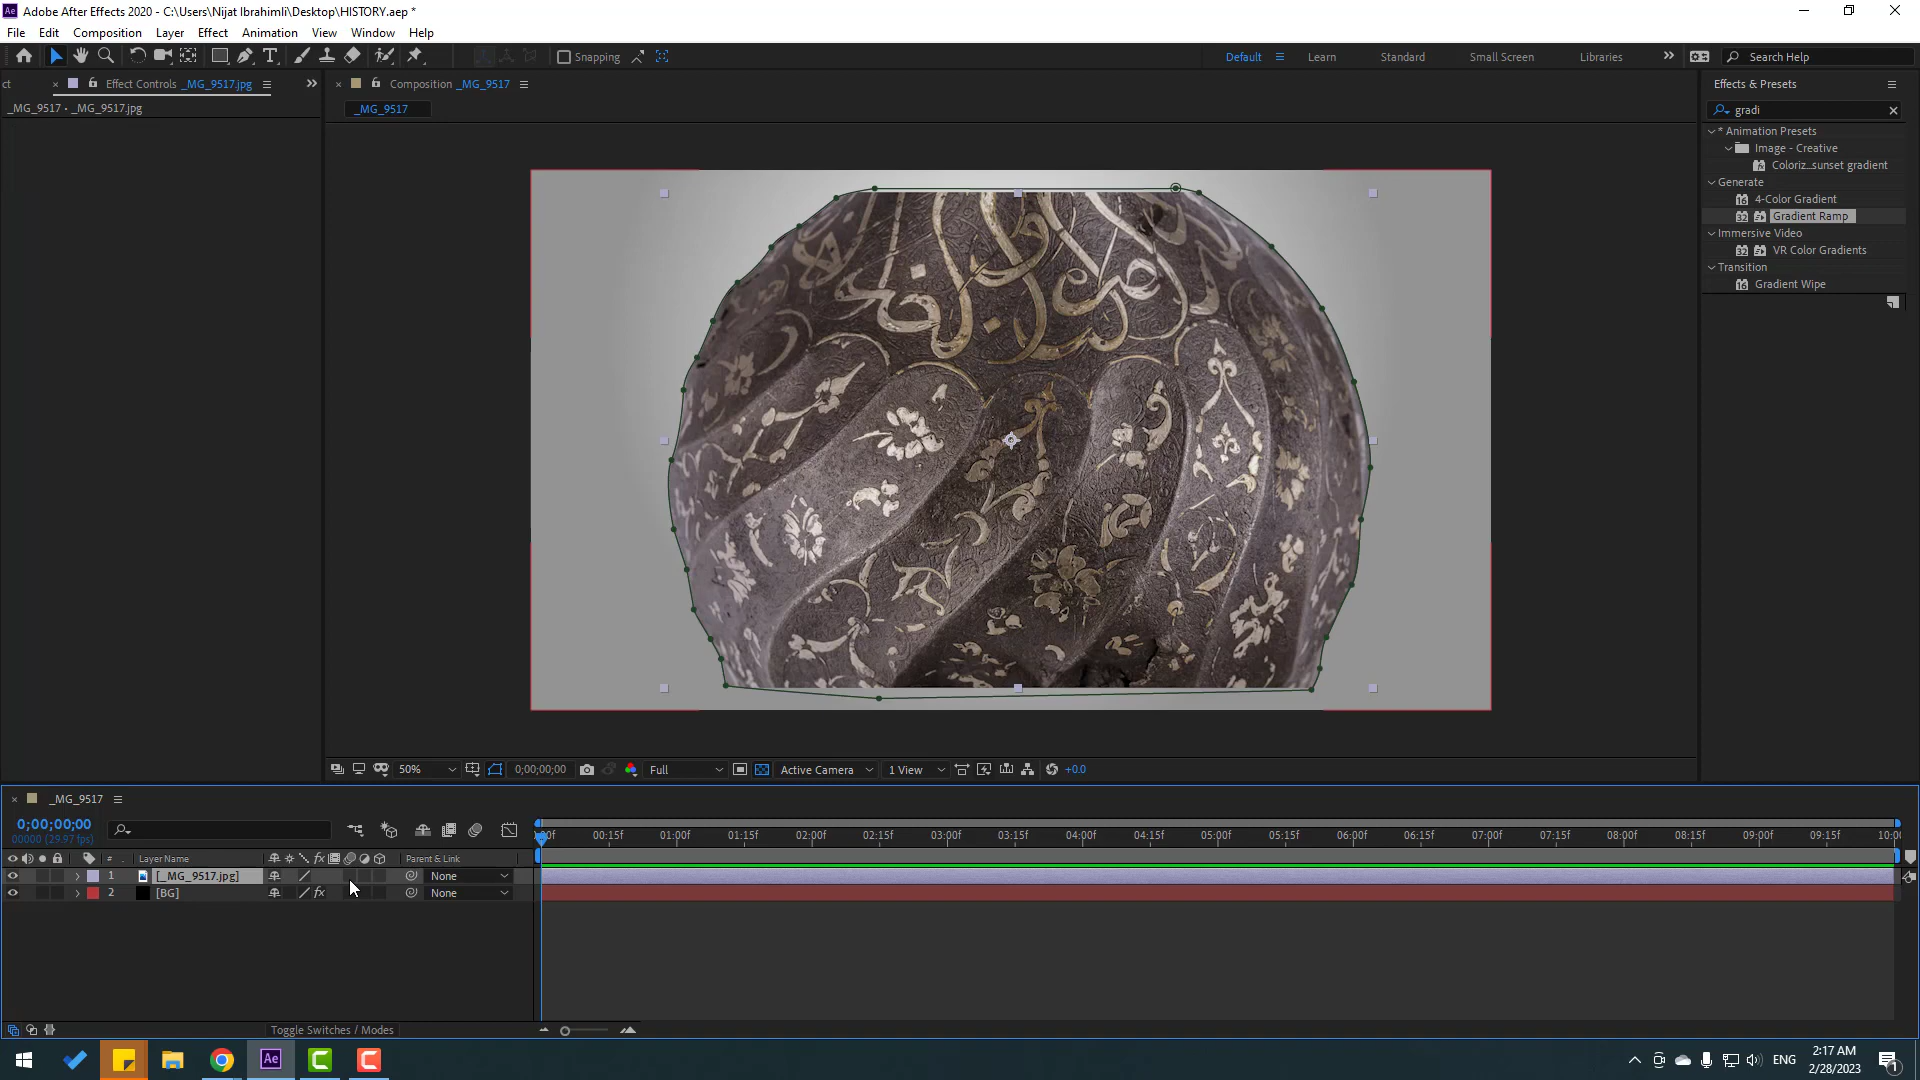 Adobe After Effects 2020 - C:\Users\Nijat Ibrahimli\Desktop\HISTORY.aep *
File Edit Composition Layer Effect Animation View Window Help
Snapping Default Learn Standard Small Screen Libraries Search Help
ct Effect Controls _MG_9517.jpg
_MG_9517 • _MG_9517.jpg
Composition _MG_9517
_MG_9517
Effects & Presets
gradi
* Animation Presets
Image - Creative
Coloriz...sunset gradient
Generate
4-Color Gradient
Gradient Ramp
Immersive Video
VR Color Gradients
Transition
Gradient Wipe
50% 0;00;00;00 Full Active Camera 1 View +0.0
_MG_9517
0;00;00;00
00000 (29.97 fps)
00:15f 01:00f 01:15f 02:00f 02:15f 03:00f 03:15f 04:00f 04:15f 05:00f 05:15f 06:00f 06:15f 07:00f 07:15f 08:00f 08:15f 09:00f 09:15f 10:00
# Layer Name Parent & Link
1 [_MG_9517.jpg] None
2 [BG] None
Toggle Switches / Modes
ENG
2:17 AM
2/28/2023
1